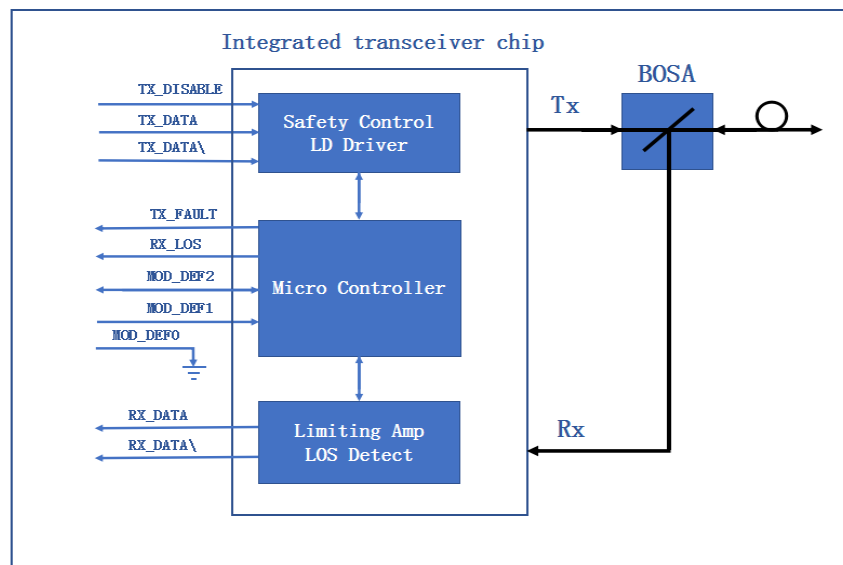 Integrated transceiver chip
BOSA
TX_DISABLE
TX_DATA
TX_DATA\
Safety Control
LD Driver
Tx
TX_FAULT
RX_LOS
MOD_DEF2
MOD_DEF1
MOD_DEF0
Micro Controller
RX_DATA
RX_DATA\
Limiting Amp
LOS Detect
Rx